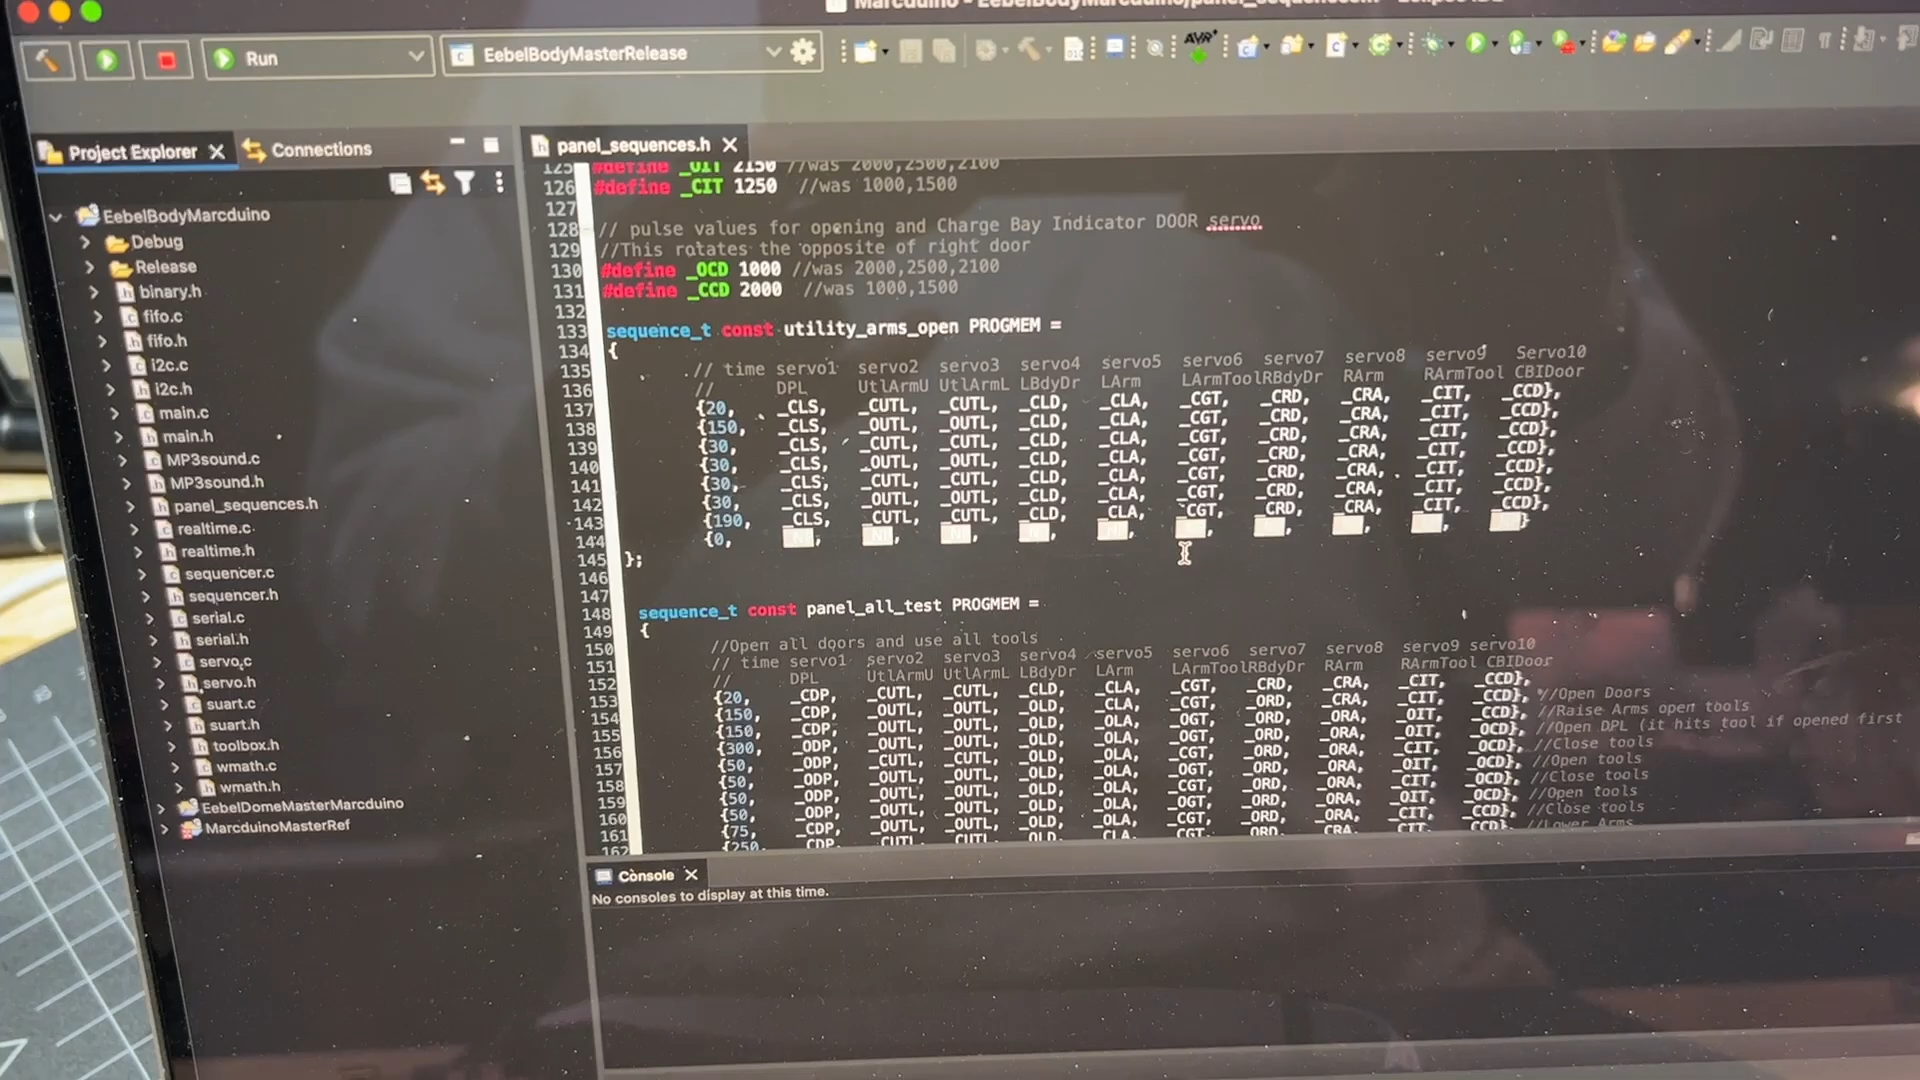 Run
EebelBodyMasterRelease
Project Explorer
Connections
panel_sequences.h
EebelBodyMarcduino
Debug
Release
binary.h
fifo.c
fifo.h
i2c.c
i2c.h
main.c
main.h
MP3sound.c
MP3sound.h
panel_sequences.h
realtime.c
realtime.h
sequencer.c
sequencer.h
serial.c
serial.h
servo.c
servo.h
suart.c
suart.h
toolbox.h
wmath.c
wmath.h
EebelDomeMasterMarcduino
MarcduinoMasterRef
125 #define _OIT 2150 //was 2000,2500,2100
126 #define _CIT 1250 //was 1000,1500
127
128 // pulse values for opening and Charge Bay Indicator DOOR servo
129 //This rotates the opposite of right door
130 #define _OCD 1000 //was 2000,2500,2100
131 #define _CCD 2000 //was 1000,1500
132
133 sequence_t const utility_arms_open PROGMEM =
134 {
135 // time servo1 servo2 servo3 servo4 servo5 servo6 servo7 servo8 servo9 Servo10
136 // DPL UtlArmU UtlArmL LBdyDr LArm LArmTool RBdyDr RArm RArmTool CBIDoor
137 {20, _CLS, _CUTL, _CUTL, _CLD, _CLA, _CGT, _CRD, _CRA, _CIT, _CCD},
138 {150, _CLS, _OUTL, _OUTL, _CLD, _CLA, _CGT, _CRD, _CRA, _CIT, _CCD},
139 {30, _CLS, _CUTL, _CUTL, _CLD, _CLA, _CGT, _CRD, _CRA, _CIT, _CCD},
140 {30, _CLS, _OUTL, _OUTL, _CLD, _CLA, _CGT, _CRD, _CRA, _CIT, _CCD},
141 {30, _CLS, _CUTL, _CUTL, _CLD, _CLA, _CGT, _CRD, _CRA, _CIT, _CCD},
142 {30, _CLS, _OUTL, _OUTL, _CLD, _CLA, _CGT, _CRD, _CRA, _CIT, _CCD},
143 {190, _CLS, _CUTL, _CUTL, _CLD, _CLA, _CGT, _CRD, _CRA, _CIT, _CCD},
144 {0,
145 };
146
147
148 sequence_t const panel_all_test PROGMEM =
149 {
150 //Open all doors and use all tools
151 // time servo1 servo2 servo3 servo4 servo5 servo6 servo7 servo8 servo9 servo10
152 // DPL UtlArmU UtlArmL LBdyDr LArm LArmTool RBdyDr RArm RArmTool CBIDoor
153 {20, _CDP, _CUTL, _CUTL, _CLD, _CLA, _CGT, _CRD, _CRA, _CIT, _CCD},
154 {150, _CDP, _OUTL, _OUTL, _OLD, _CLA, _CGT, _ORD, _CRA, _CIT, _CCD}, //Open Doors
155 {150, _CDP, _OUTL, _OUTL, _OLD, _OLA, _OGT, _ORD, _ORA, _OIT, _CCD}, //Raise Arms open tools
156 {300, _ODP, _OUTL, _OUTL, _OLD, _OLA, _OGT, _ORD, _ORA, _OIT, _OCD}, //Open DPL (it hits tool if opened first
157 {50, _ODP, _OUTL, _OUTL, _OLD, _OLA, _CGT, _ORD, _ORA, _CIT, _OCD}, //Close tools
158 {50, _ODP, _OUTL, _OUTL, _OLD, _OLA, _OGT, _ORD, _ORA, _OIT, _OCD}, //Open tools
159 {50, _ODP, _OUTL, _OUTL, _OLD, _OLA, _CGT, _ORD, _ORA, _CIT, _OCD}, //Close tools
160 {50, _ODP, _OUTL, _OUTL, _OLD, _OLA, _OGT, _ORD, _ORA, _OIT, _OCD}, //Open tools
161 {75, _CDP, _OUTL, _OUTL, _OLD, _OLA, _CGT, _ORD, _ORA, _CIT, _CCD}, //Close tools
162 {250, _CDP, //Lower Arms
Console
No consoles to display at this time.